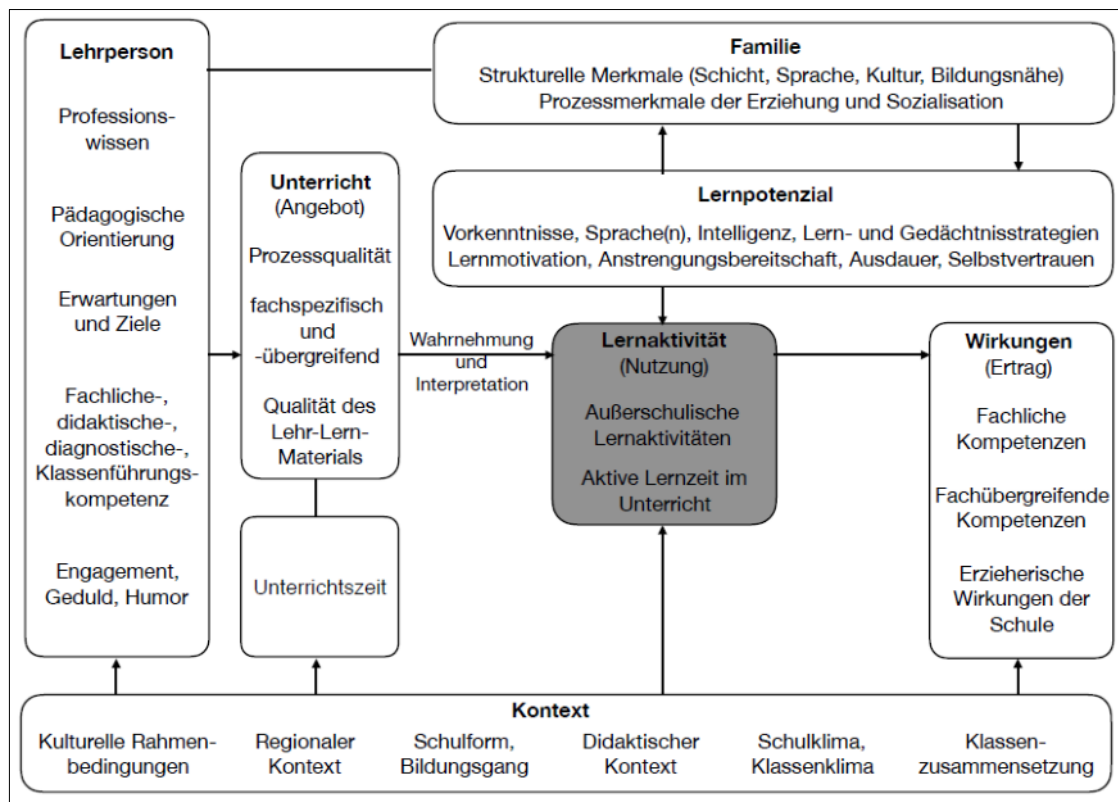 Lehrperson
Professions-
wissen
Pädagogische
Orientierung
Erwartungen
und Ziele
Fachliche-,
didaktische-,
diagnostische-,
Klassenführungs-
kompetenz
Engagement,
Geduld, Humor
Unterricht
(Angebot)
Prozessqualität
fachspezifisch
und
-übergreifend
Qualität des
Lehr-Lern-
Materials
Unterrichtszeit
Familie
Strukturelle Merkmale (Schicht, Sprache, Kultur, Bildungsnähe)
Prozessmerkmale der Erziehung und Sozialisation
Lernpotenzial
Vorkenntnisse, Sprache(n), Intelligenz, Lern- und Gedächtnisstrategien
Lernmotivation, Anstrengungsbereitschaft, Ausdauer, Selbstvertrauen
Wahrnehmung
und
Interpretation
Lernaktivität
(Nutzung)
Außerschulische
Lernaktivitäten
Aktive Lernzeit im
Unterricht
Wirkungen
(Ertrag)
Fachliche
Kompetenzen
Fachübergreifende
Kompetenzen
Erzieherische
Wirkungen der
Schule
Kontext
Kulturelle Rahmen-
bedingungen
Regionaler
Kontext
Schulform,
Bildungsgang
Didaktischer
Kontext
Schulklima,
Klassenklima
Klassen-
zusammensetzung